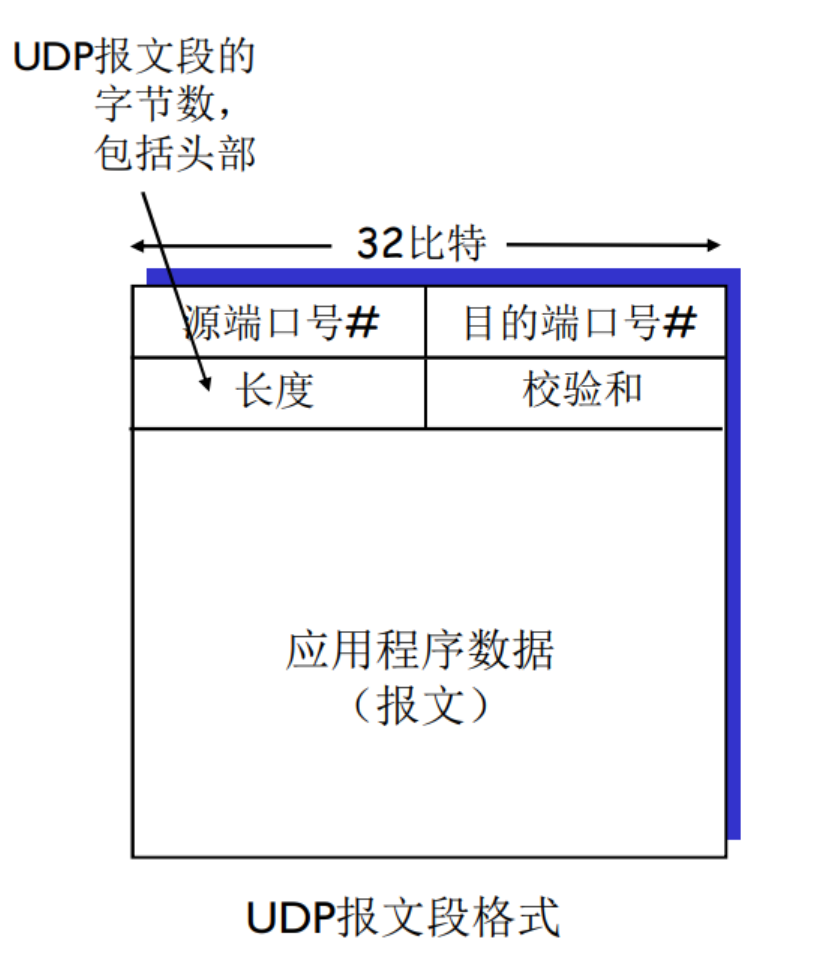 UDP报文段的
字节数，
包括头部
32比特
源端口号# 目的端口号#
长度 校验和
应用程序数据
（报文）
UDP报文段格式